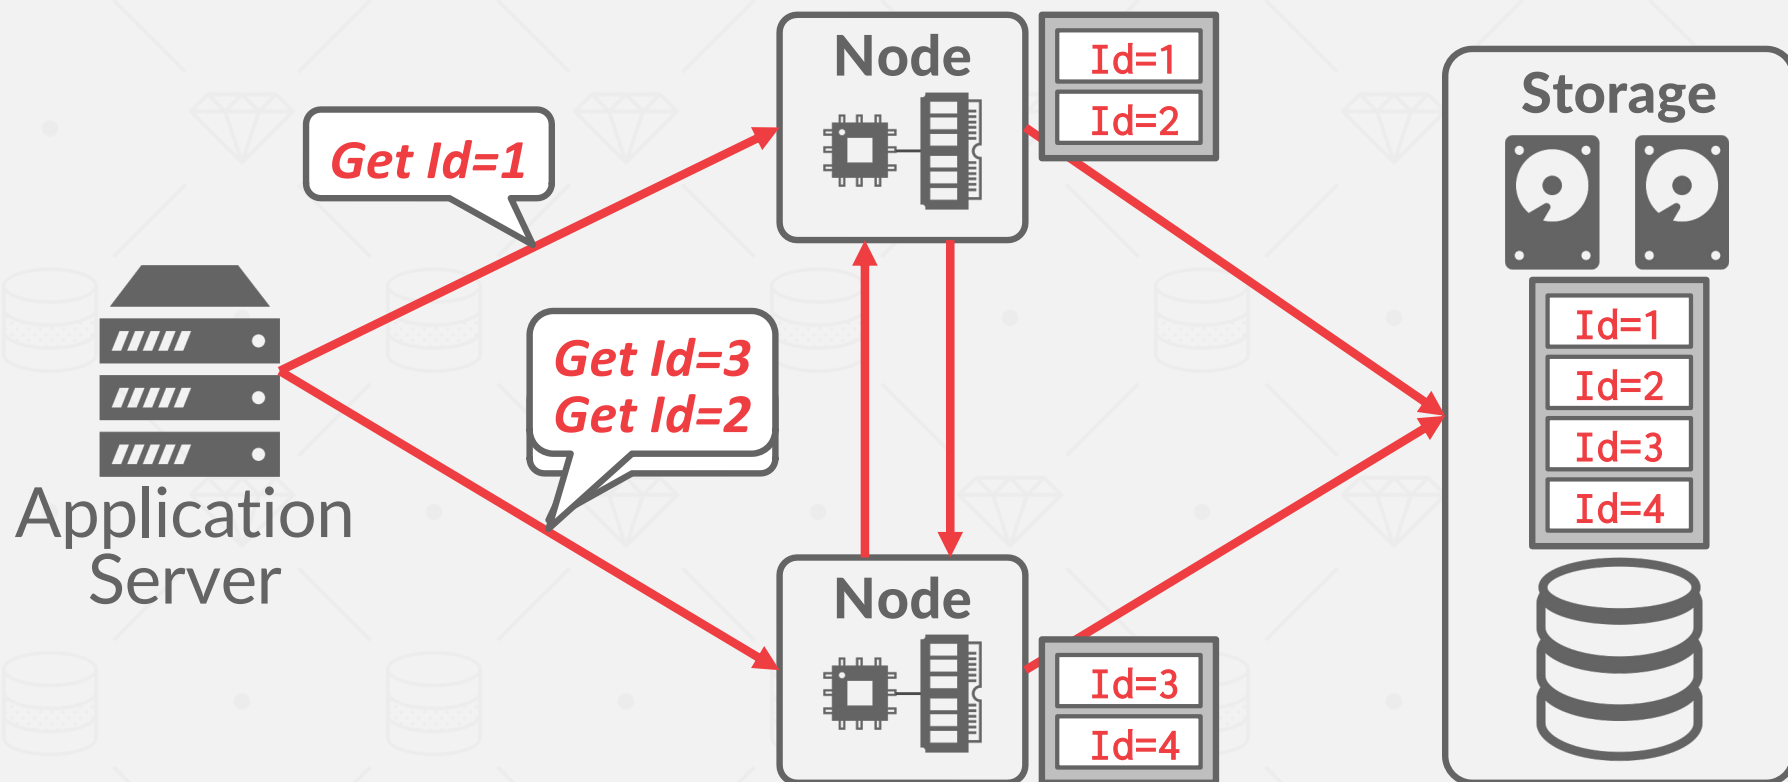 Node
Id=1
Id=2
Storage
Get Id=1
Id=1
Id=2
Id=3
Id=4
Get Id=3
Get Id=2
Application
Server
Node
Id=3
Id=4